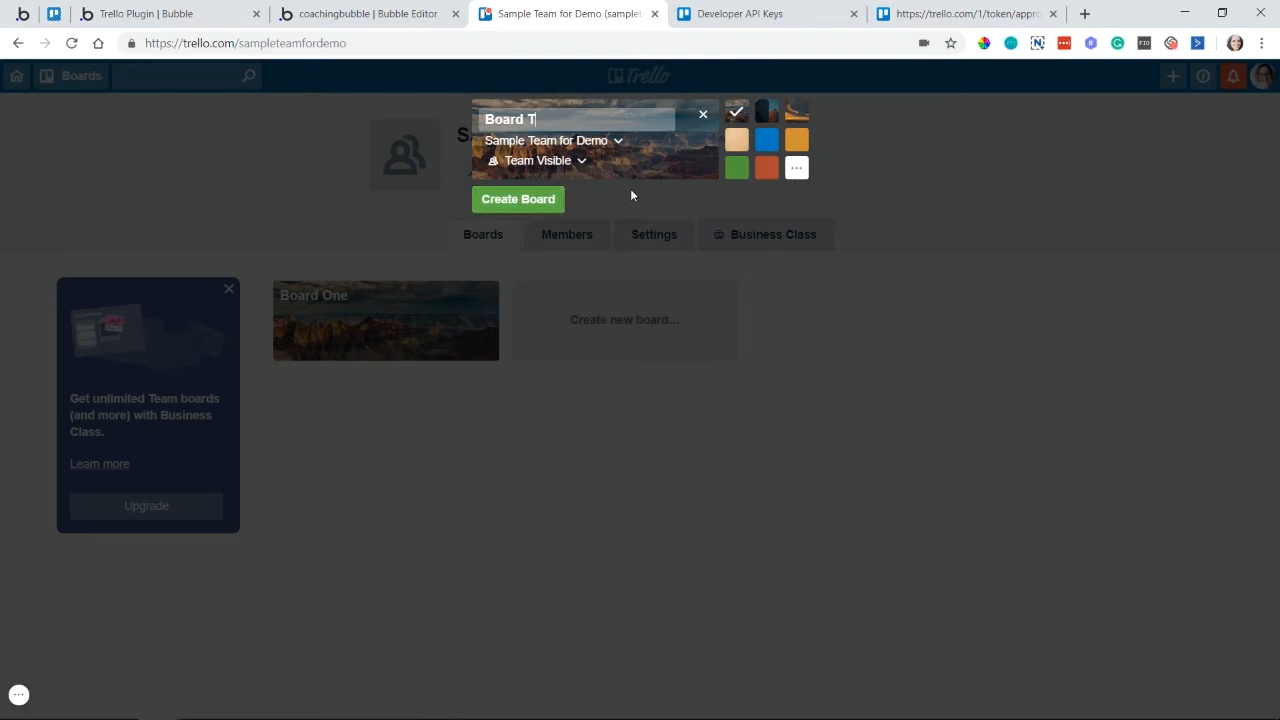 Trello Plugin | Bubble
coachingbubble | Bubble Editor
Sample Team for Demo (samplet
Developer API Keys
https://trello.com/1/token/appro
https://trello.com/sampleteamfordemo
FIO
Boards
Trello
Board T
Sample Team for Demo
Team Visible
Create Board
S
Boards
Members
Settings
Business Class
Board One
Create new board...
Get unlimited Team boards
(and more) with Business
Class.
Learn more
Upgrade